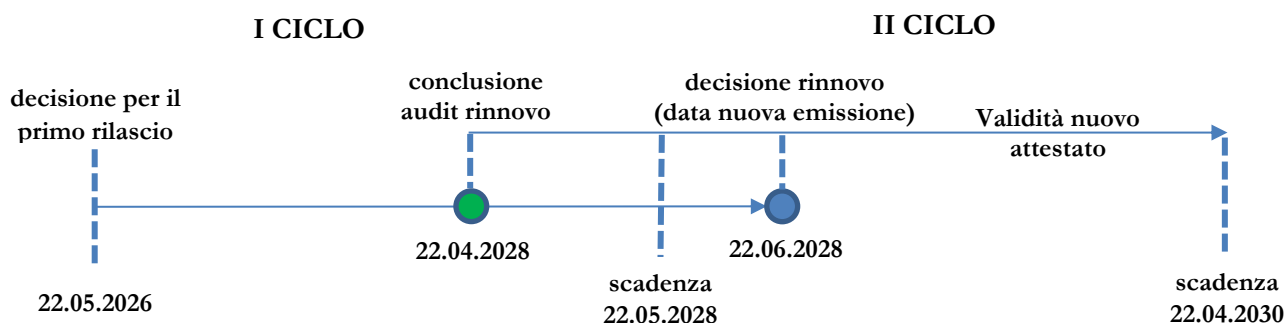 I CICLO
II CICLO
decisione per il
primo rilascio
conclusione
audit rinnovo
decisione rinnovo
(data nuova emissione)
Validità nuovo
attestato
22.05.2026
22.04.2028
scadenza
22.05.2028
22.06.2028
scadenza
22.04.2030